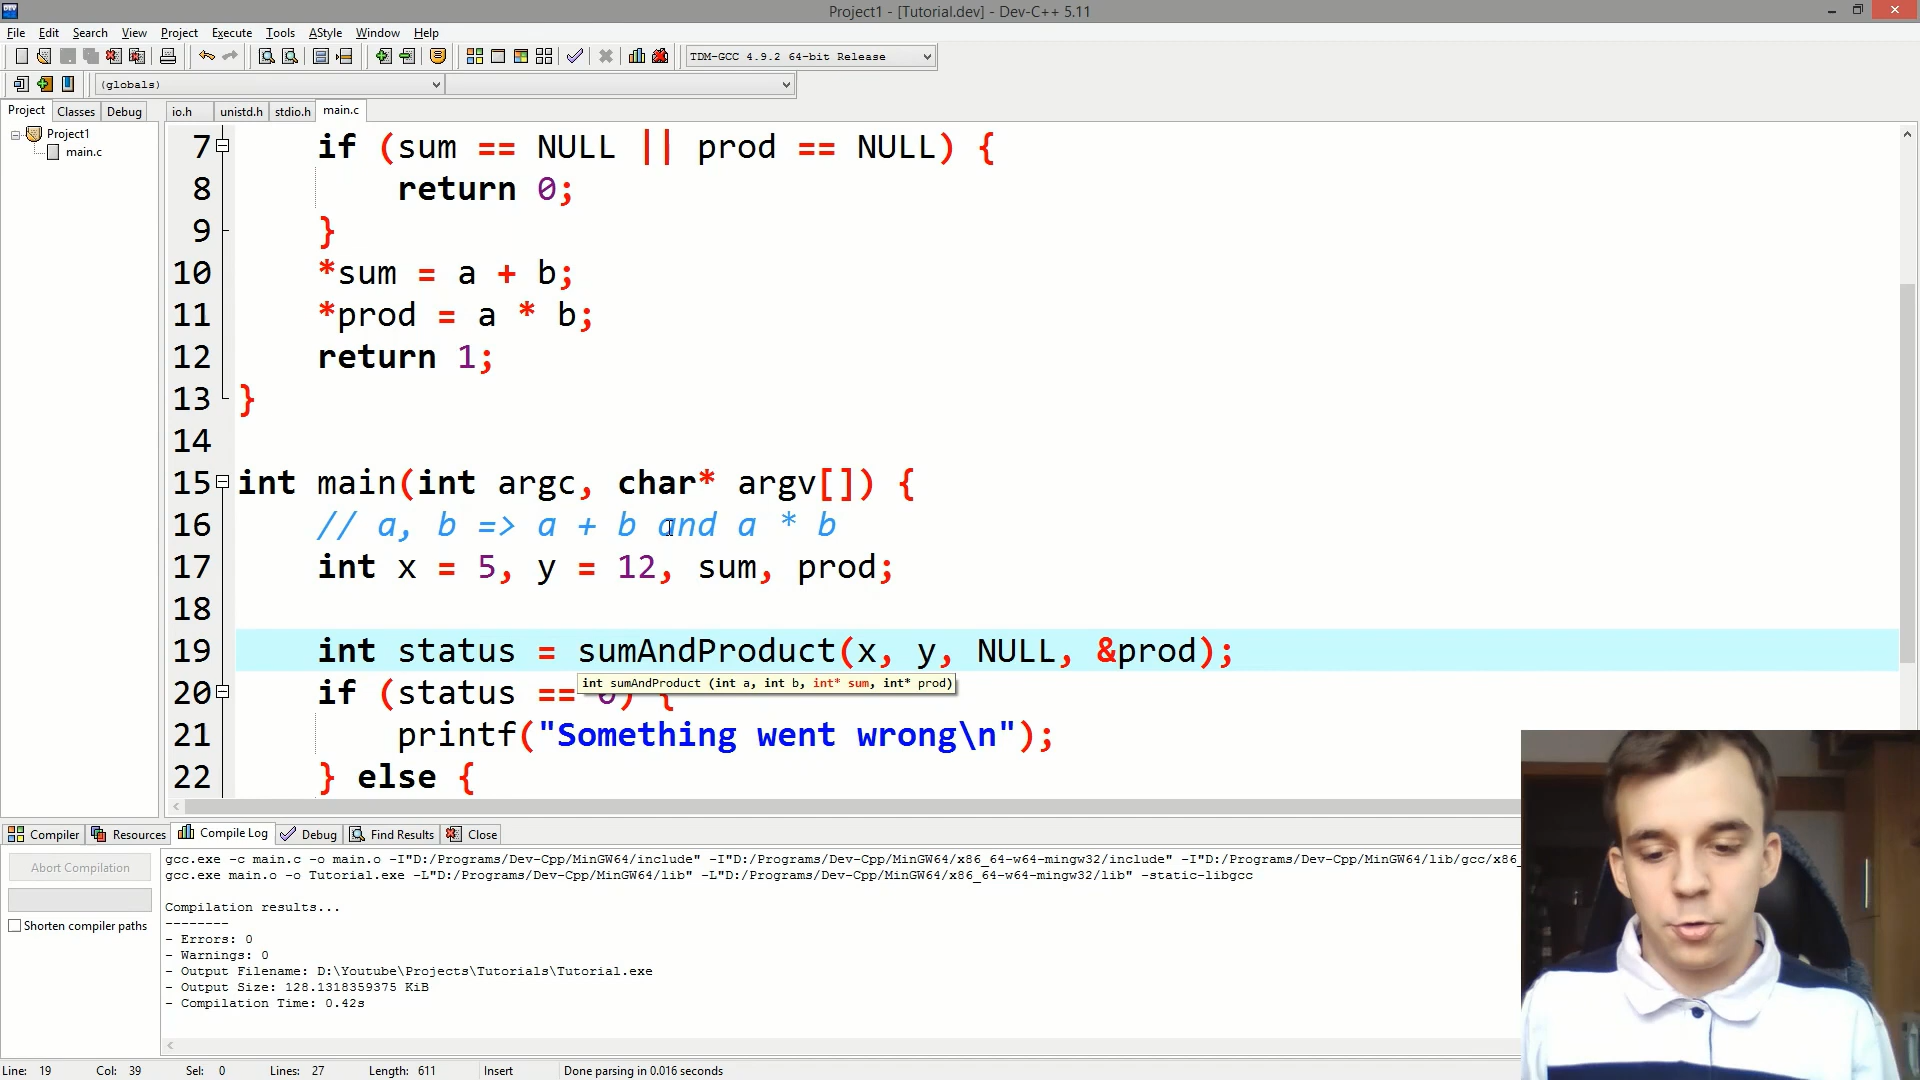 Project1 - [Tutorial.dev] - Dev-C++ 5.11
File Edit Search View Project Execute Tools AStyle Window Help
TDM-GCC 4.9.2 64-bit Release
(globals)
Project Classes Debug io.h unistd.h stdio.h main.c
Project1
main.c
7 if (sum == NULL || prod == NULL) {
8 return 0;
9 }
10 *sum = a + b;
11 *prod = a * b;
12 return 1;
13 }
14
15 int main(int argc, char* argv[]) {
16 // a, b => a + b and a * b
17 int x = 5, y = 12, sum, prod;
18
19 int status = sumAndProduct(x, y, NULL, &prod);
int sumAndProduct (int a, int b, int* sum, int* prod)
20 if (status == 0) {
21 printf("Something went wrong\n");
22 } else {
Compiler Resources Compile Log Debug Find Results Close
Abort Compilation
Shorten compiler paths
gcc.exe -c main.c -o main.o -I"D:/Programs/Dev-Cpp/MinGW64/include" -I"D:/Programs/Dev-Cpp/MinGW64/x86_64-w64-mingw32/include" -I"D:/Programs/Dev-Cpp/MinGW64/lib/gcc/x86_
gcc.exe main.o -o Tutorial.exe -L"D:/Programs/Dev-Cpp/MinGW64/lib" -L"D:/Programs/Dev-Cpp/MinGW64/x86_64-w64-mingw32/lib" -static-libgcc
Compilation results...
--------
- Errors: 0
- Warnings: 0
- Output Filename: D:\Youtube\Projects\Tutorials\Tutorial.exe
- Output Size: 128.1318359375 KiB
- Compilation Time: 0.42s
Line: 19 Col: 39 Sel: 0 Lines: 27 Length: 611 Insert Done parsing in 0.016 seconds